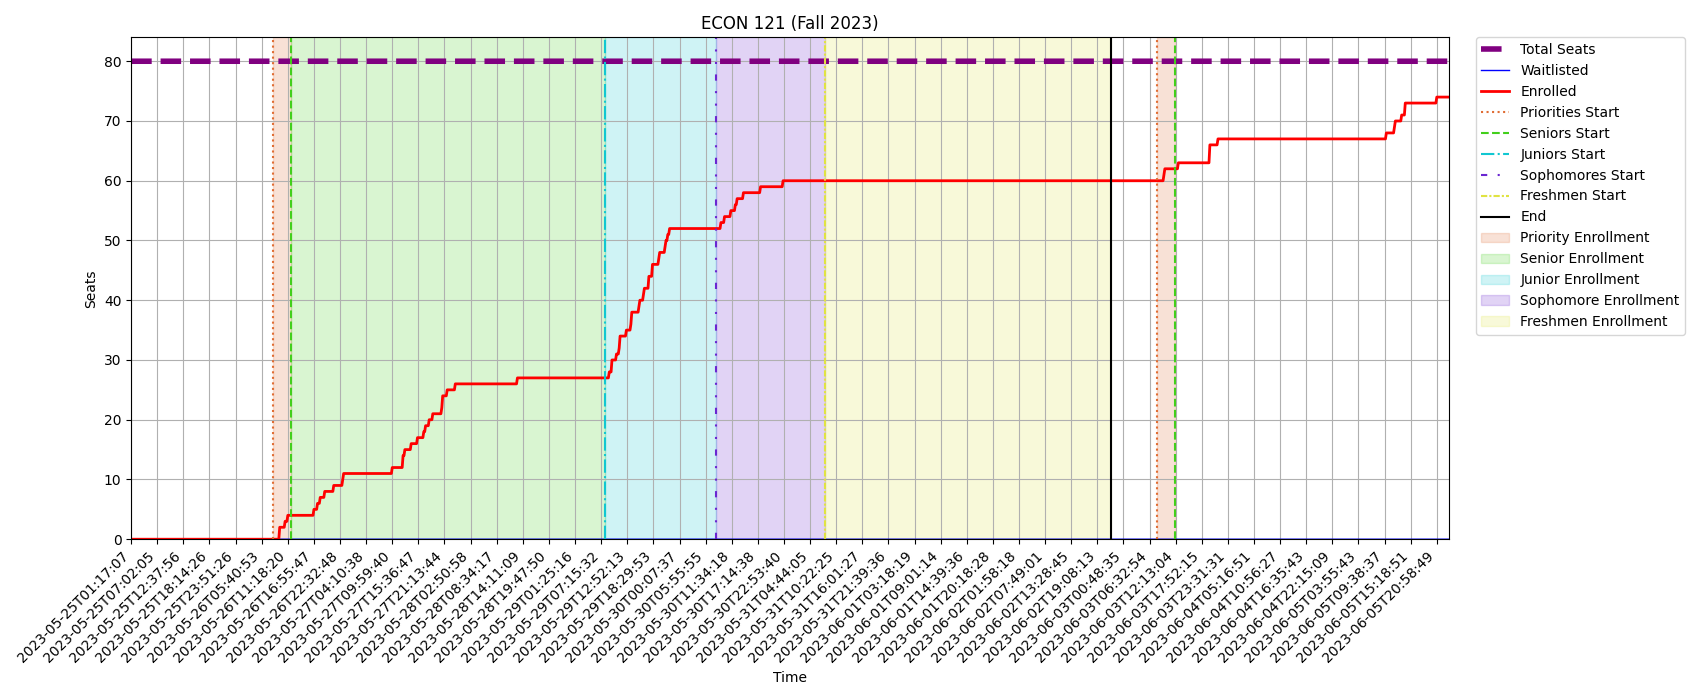 ECON 121 (Fall 2023)
Seats
80
70
60
50
40
30
20
10
0
2023-05-25T01:17:07
2023-05-25T07:02:05
2023-05-25T12:37:56
2023-05-25T18:14:26
2023-05-25T23:51:26
2023-05-26T05:40:53
2023-05-26T11:18:20
2023-05-26T16:55:47
2023-05-26T22:32:48
2023-05-27T04:10:38
2023-05-27T09:59:40
2023-05-27T15:36:47
2023-05-27T21:13:44
2023-05-28T02:50:58
2023-05-28T08:34:17
2023-05-28T14:11:09
2023-05-28T19:47:50
2023-05-29T01:25:16
2023-05-29T07:15:32
2023-05-29T12:52:13
2023-05-29T18:29:53
2023-05-30T00:07:37
2023-05-30T05:55:55
2023-05-30T11:34:18
2023-05-30T17:14:38
2023-05-30T22:53:40
2023-05-31T04:44:05
2023-05-31T10:22:25
2023-05-31T16:01:27
2023-05-31T21:39:36
2023-06-01T03:18:19
2023-06-01T09:01:14
2023-06-01T14:39:36
2023-06-01T20:18:28
2023-06-02T01:58:18
2023-06-02T07:49:01
2023-06-02T13:28:45
2023-06-02T19:08:13
2023-06-03T00:48:35
2023-06-03T06:32:54
2023-06-03T12:13:04
2023-06-03T17:52:15
2023-06-03T23:31:31
2023-06-04T05:16:51
2023-06-04T10:56:27
2023-06-04T16:35:43
2023-06-04T22:15:09
2023-06-05T03:55:43
2023-06-05T09:38:37
2023-06-05T15:18:51
2023-06-05T20:58:49
Time
Total Seats
Waitlisted
Enrolled
Priorities Start
Seniors Start
Juniors Start
Sophomores Start
Freshmen Start
End
Priority Enrollment
Senior Enrollment
Junior Enrollment
Sophomore Enrollment
Freshmen Enrollment